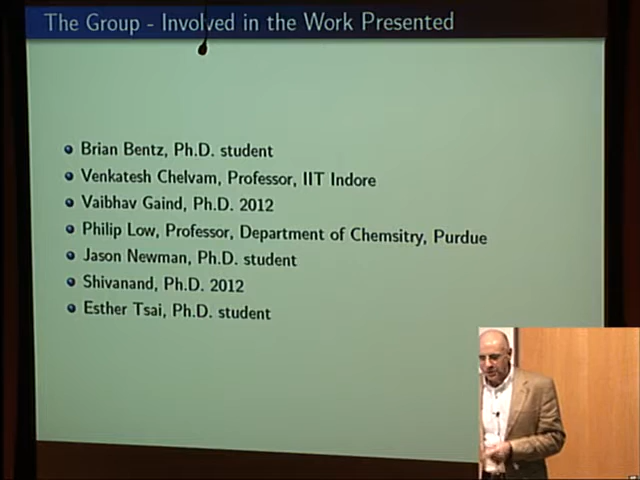 The Group - Involved in the Work Presented
Brian Bentz, Ph.D. student
Venkatesh Chelvam, Professor, IIT Indore
Vaibhav Gaind, Ph.D. 2012
Philip Low, Professor, Department of Chemsitry, Purdue
Jason Newman, Ph.D. student
Shivanand, Ph.D. 2012
Esther Tsai, Ph.D. student